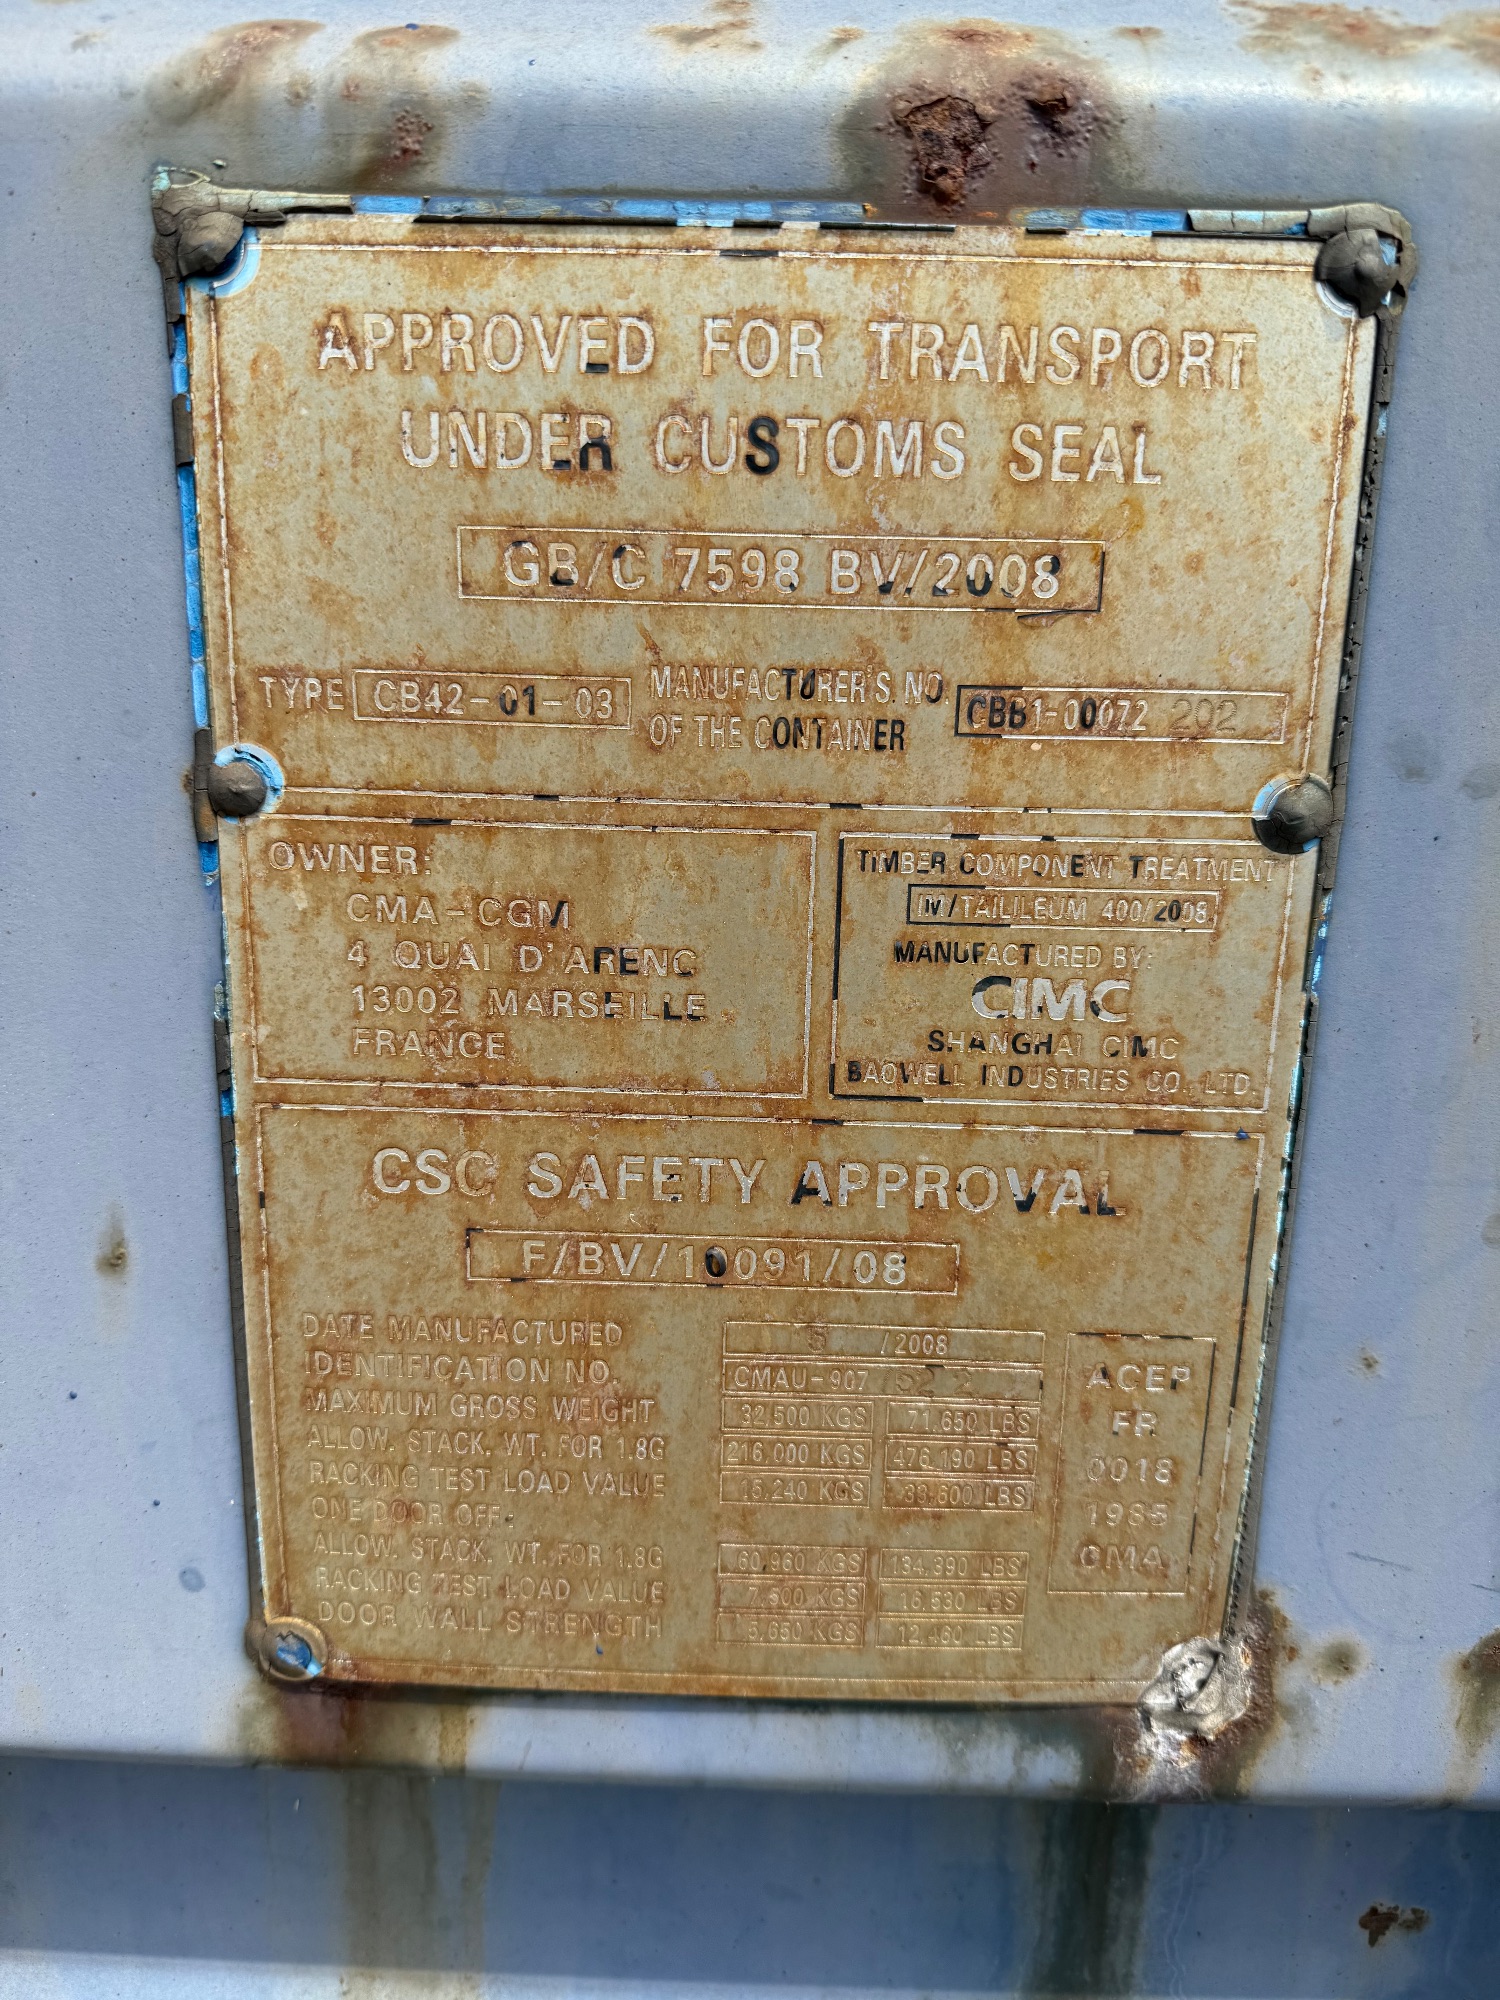 APPROVED FOR TRANSPORT
UNDER CUSTOMS SEAL
GB/C 7598 BV/2008
TYPE CB42-01-03
MANUFACTURER'S. NO.
OF THE CONTAINER
CBB1-00072 202
OWNER:
CMA-CGM
4 QUAI D'ARENC
13002 MARSEILLE
FRANCE
TIMBER COMPONENT TREATMENT
IM/TAILILEUM 400/2008
MANUFACTURED BY:
CIMC
SHANGHAI CIMC
BAOWELL INDUSTRIES CO. LTD.
CSC SAFETY APPROVAL
F/BV/10091/08
DATE MANUFACTURED 5 /2008
IDENTIFICATION NO. CMAU-907
MAXIMUM GROSS WEIGHT 32,500 KGS 71,650 LBS
ALLOW. STACK. WT. FOR 1.8G 216,000 KGS 476,190 LBS
RACKING TEST LOAD VALUE 15,240 KGS 33,600 LBS
ONE DOOR OFF:
ALLOW. STACK. WT. FOR 1.8G 60,960 KGS 134,390 LBS
RACKING TEST LOAD VALUE 7,500 KGS 16,530 LBS
DOOR WALL STRENGTH 5,650 KGS 12,460 LBS
ACEP
FR
0018
1985
CMA